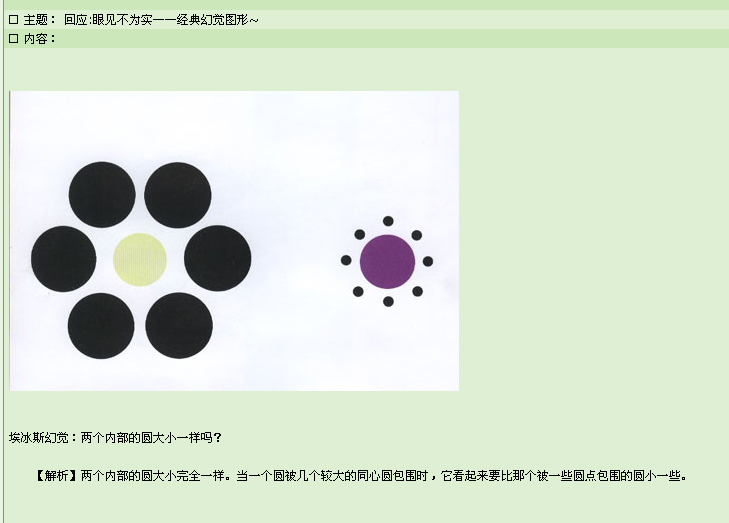 □ 主题： 回应:眼见不为实一一经典幻觉图形～
□ 内容：
埃冰斯幻觉：两个内部的圆大小一样吗？
【解析】两个内部的圆大小完全一样。当一个圆被几个较大的同心圆包围时，它看起来要比那个被一些圆点包围的圆小一些。